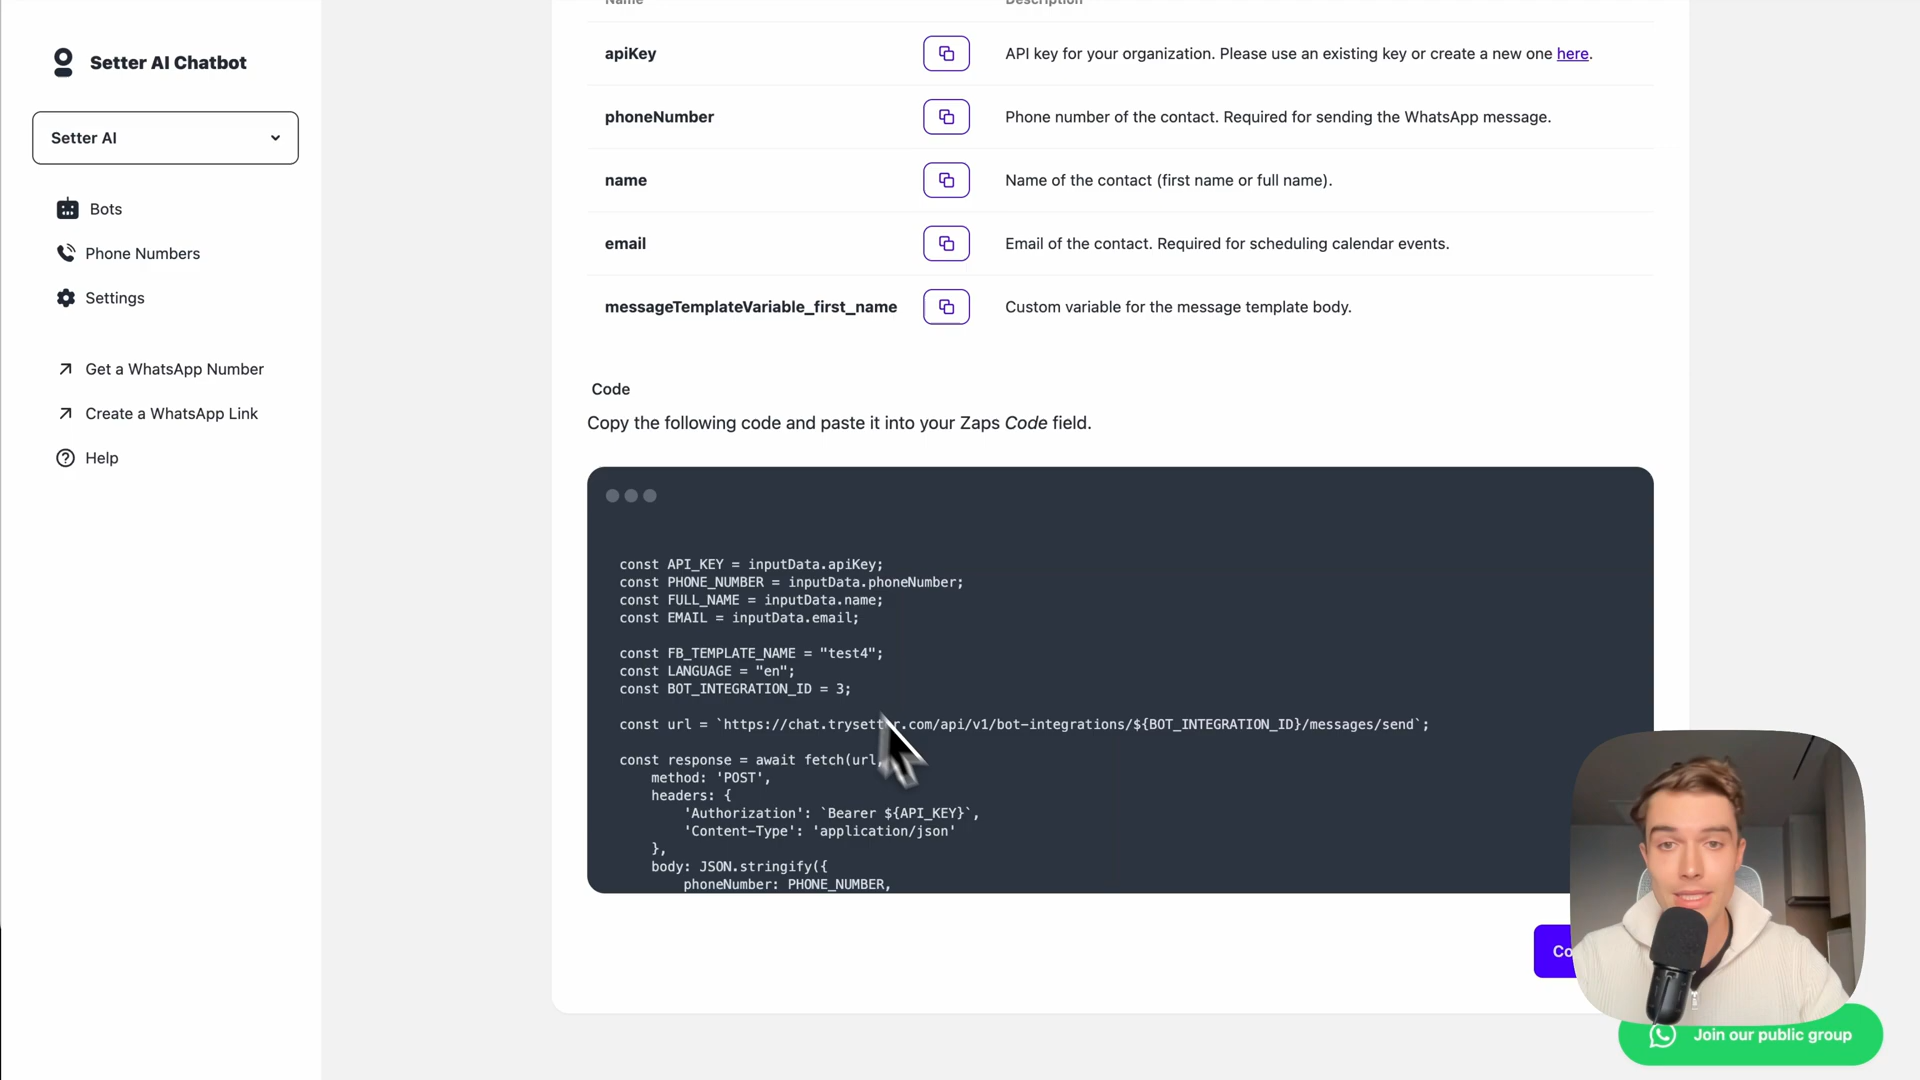 Setter AI Chatbot
Setter AI
Bots
Phone Numbers
Settings
Get a WhatsApp Number
Create a WhatsApp Link
Help
Name Description
apiKey API key for your organization. Please use an existing key or create a new one here.
phoneNumber Phone number of the contact. Required for sending the WhatsApp message.
name Name of the contact (first name or full name).
email Email of the contact. Required for scheduling calendar events.
messageTemplateVariable_first_name Custom variable for the message template body.
Code
Copy the following code and paste it into your Zaps Code field.
const API_KEY = inputData.apiKey;
const PHONE_NUMBER = inputData.phoneNumber;
const FULL_NAME = inputData.name;
const EMAIL = inputData.email;
const FB_TEMPLATE_NAME = "test4";
const LANGUAGE = "en";
const BOT_INTEGRATION_ID = 3;
const url = `https://chat.trysetter.com/api/v1/bot-integrations/${BOT_INTEGRATION_ID}/messages/send`;
const response = await fetch(url,
method: 'POST',
headers: {
'Authorization': `Bearer ${API_KEY}`,
'Content-Type': 'application/json'
},
body: JSON.stringify({
phoneNumber: PHONE_NUMBER,
Join our public group